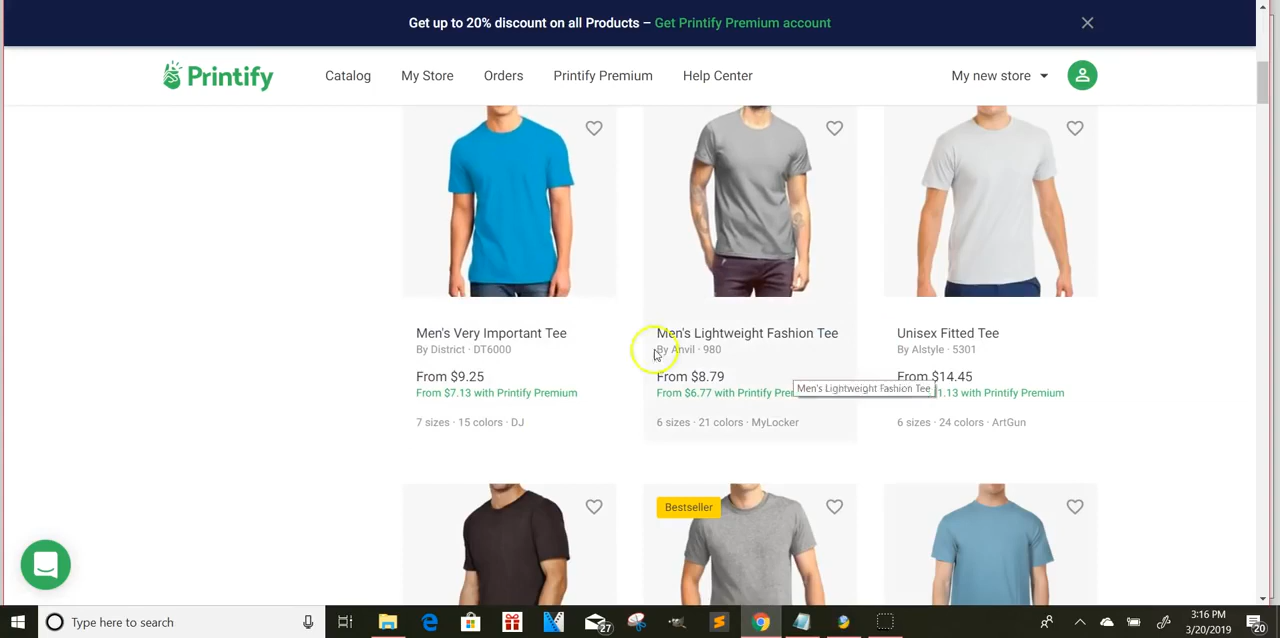 Get up to 20% discount on all Products – Get Printify Premium account
Printify
Catalog
My Store
Orders
Printify Premium
Help Center
My new store
Men's Very Important Tee
By District · DT6000
From $9.25
From $7.13 with Printify Premium
7 sizes · 15 colors · DJ
Men's Lightweight Fashion Tee
By Anvil · 980
From $8.79
From $6.77 with Printify
6 sizes · 21 colors · MyLocker
Men's Lightweight Fashion Tee
Unisex Fitted Tee
By Alstyle · 5301
From $14.45
with Printify Premium
6 sizes · 24 colors · ArtGun
Bestseller
Type here to search
27
3:16 PM
3/20/2019
20